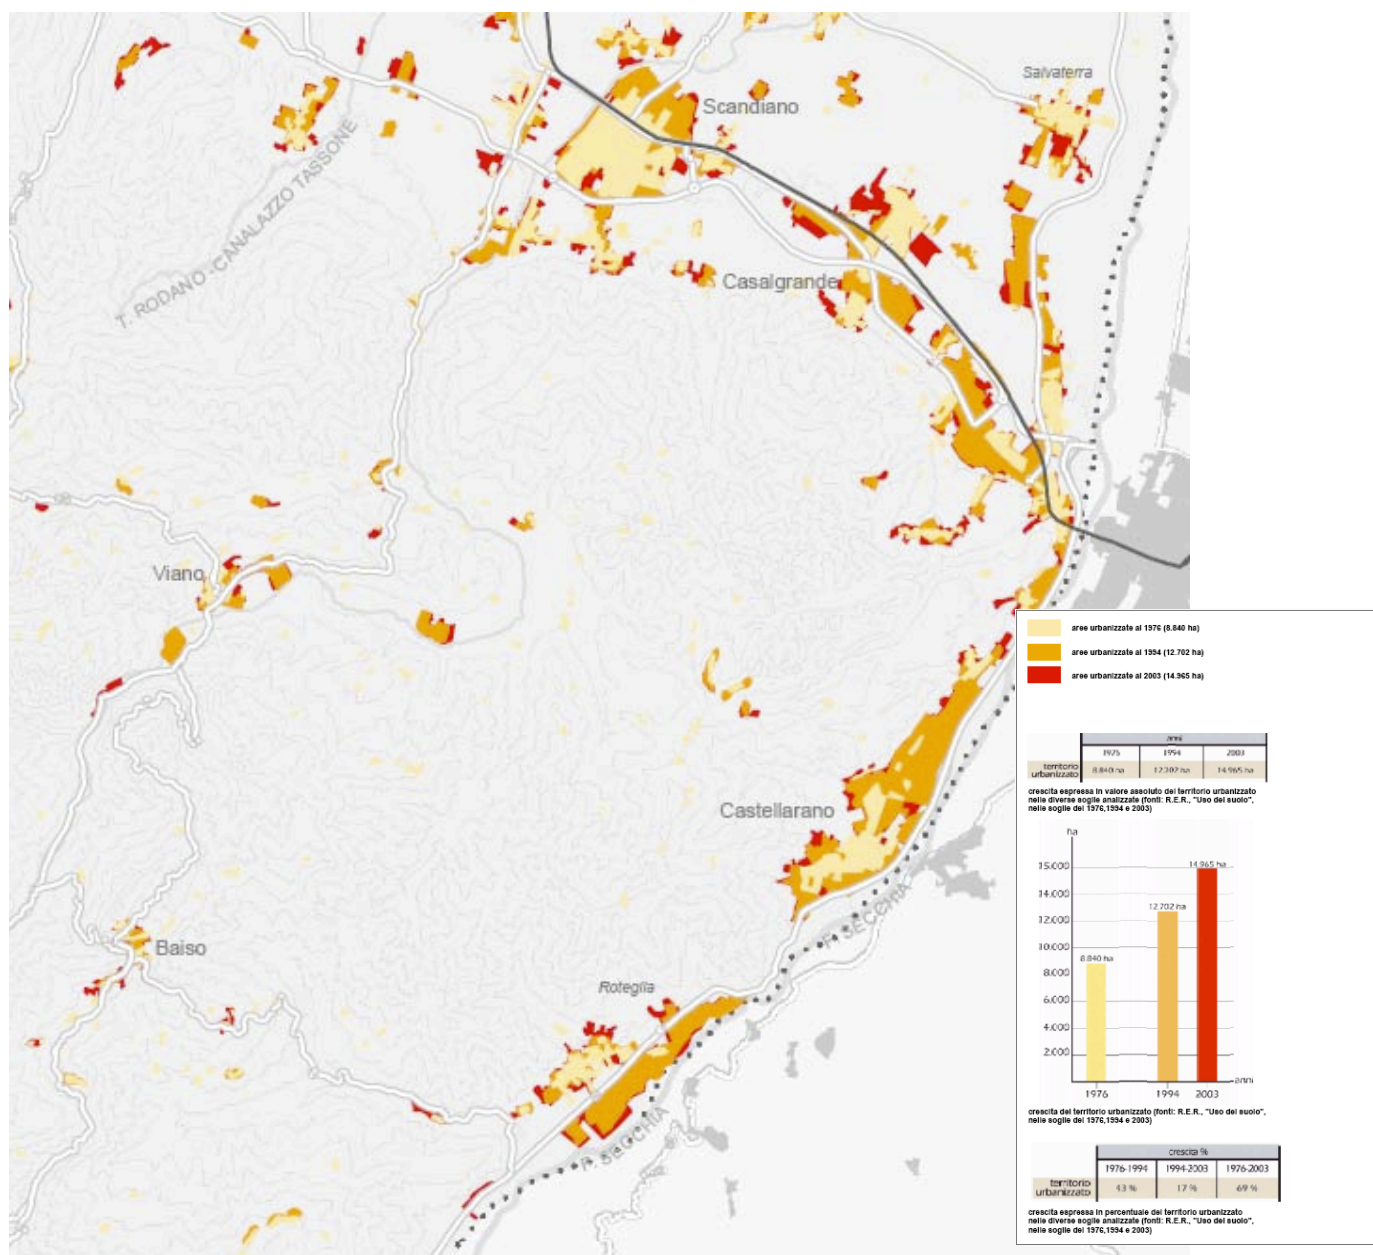 Salvaterra
Scandiano
T. RODANO -CANALAZZO TASSONE
Casalgrande
Viano
Castellarano
F. SECCHIA
Baiso
Roteglia
F. SECCHIA
aree urbanizzate al 1976 (8.840 ha)
aree urbanizzate al 1994 (12.702 ha)
aree urbanizzate al 2003 (14.965 ha)
anni
1976 1994 2003
territorio
urbanizzato 8.840 ha 12.702 ha 14.965 ha
crescita espressa in valore assoluto del territorio urbanizzato
nelle diverse soglie analizzate (fonti: R.E.R., "Uso del suolo",
nelle soglie del 1976,1994 e 2003)
ha
15.000
14.965 ha
14.000
12.702 ha
12.000
10.000
8.840 ha
8.000
6.000
4.000
2.000
anni
1976 1994 2003
crescita del territorio urbanizzato (fonti: R.E.R., "Uso del suolo",
nelle soglie del 1976,1994 e 2003)
crescita %
1976-1994 1994-2003 1976-2003
territorio
urbanizzato 43 % 17 % 69 %
crescita espressa in percentuale del territorio urbanizzato
nelle diverse soglie analizzate (fonti: R.E.R., "Uso del suolo",
nelle soglie del 1976,1994 e 2003)